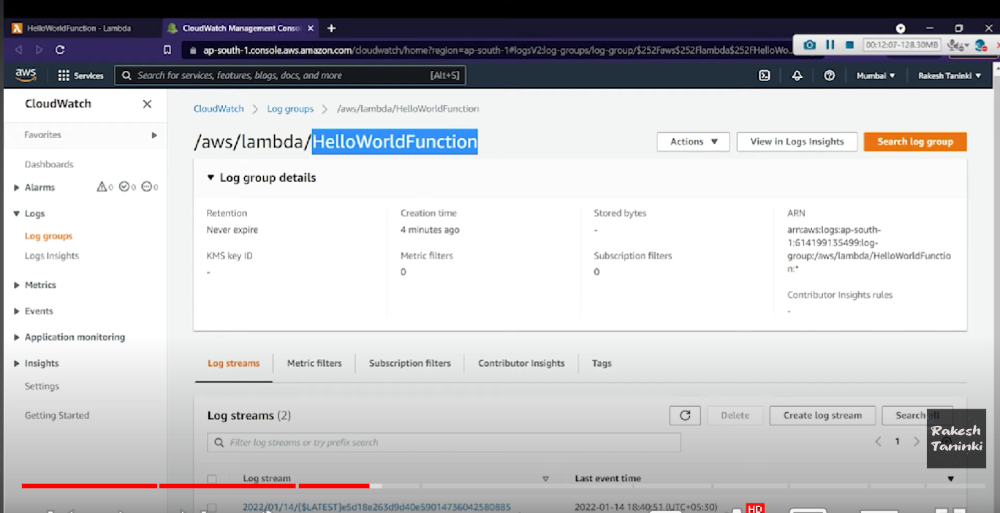 HelloWorldFunction - Lambda
CloudWatch Management Conso
ap-south-1.console.aws.amazon.com/cloudwatch/home?region=ap-south-1#logsV2:log-groups/log-group/$252Faws$252Flambda$252FHelloWo...
00:12:07-128.30MB
aws
Services
Search for services, features, blogs, docs, and more
[Alt+S]
Mumbai
Rakesh Taninki
CloudWatch
Favorites
Dashboards
Alarms
0
0
0
Logs
Log groups
Logs Insights
Metrics
Events
Application monitoring
Insights
Settings
Getting Started
CloudWatch
Log groups
/aws/lambda/HelloWorldFunction
/aws/lambda/HelloWorldFunction
Actions
View in Logs Insights
Search log group
Log group details
Retention
Never expire
KMS key ID
-
Creation time
4 minutes ago
Metric filters
0
Stored bytes
-
Subscription filters
0
ARN
arn:aws:logs:ap-south-
1:614199135499:log-
group:/aws/lambda/HelloWorldFunctio
n:*
Contributor Insights rules
-
Log streams
Metric filters
Subscription filters
Contributor Insights
Tags
Log streams (2)
Delete
Create log stream
Search all
Filter log streams or try prefix search
1
Rakesh
Taninki
Log stream
Last event time
2022/01/14/[$LATEST]e5d18e263d9d40e59014736042580885
2022-01-14 18:40:51 (UTC+05:30)
HD